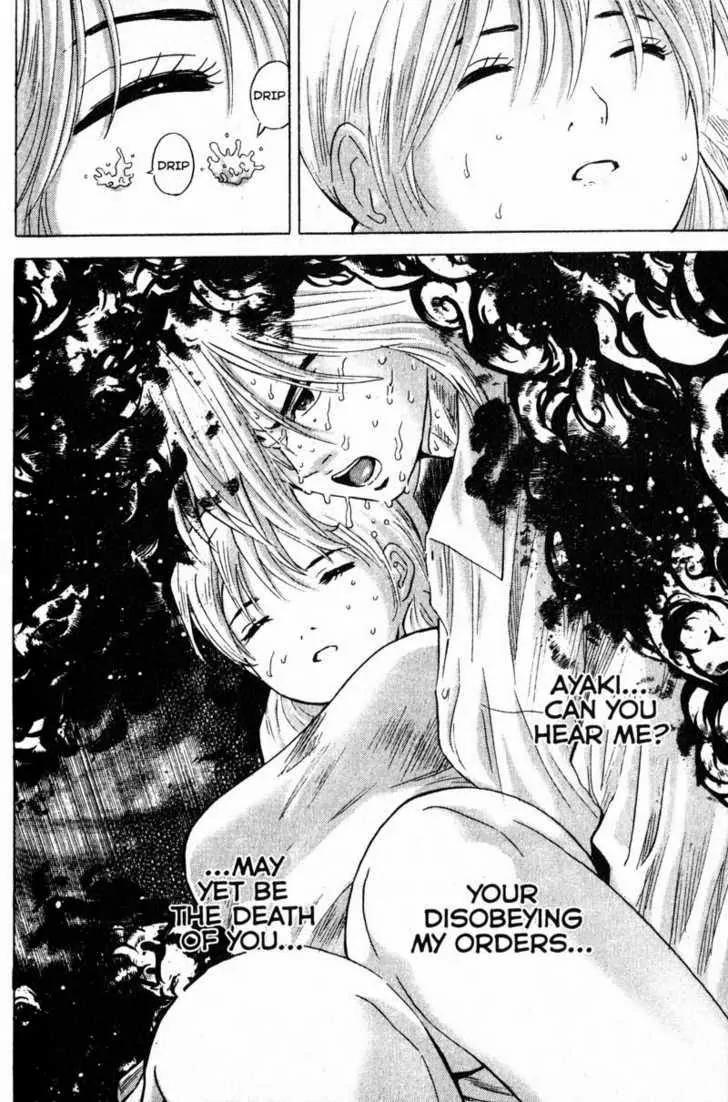 DRIP
DRIP
AYAKI...
CAN YOU
HEAR ME?
YOUR
DISOBEYING
MY ORDERS...
...MAY
YET BE
THE DEATH
OF YOU...